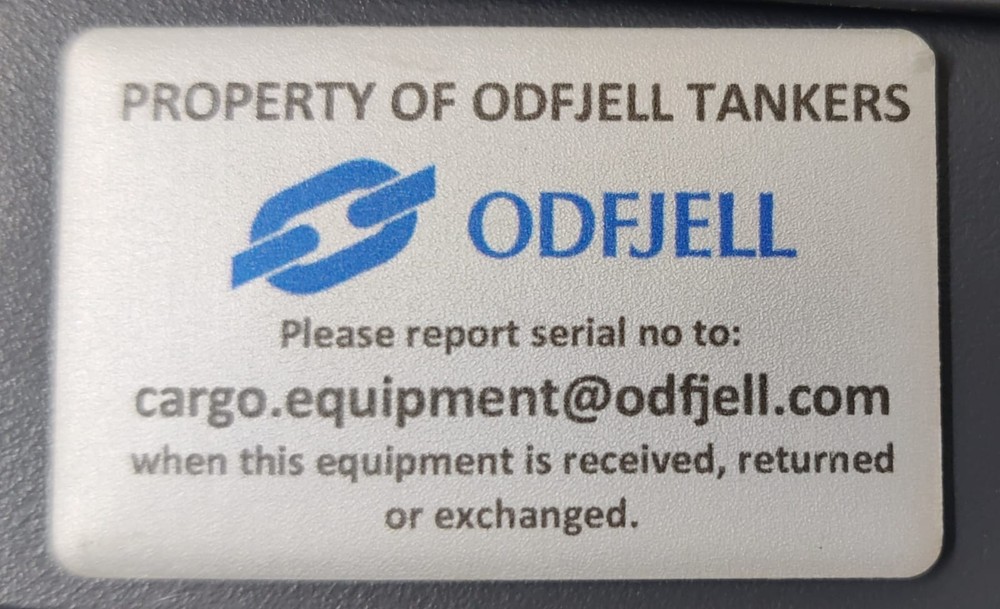 PROPERTY OF ODFJELL TANKERS
ODFJELL
Please report serial no to:
cargo.equipment@odfjell.com
when this equipment is received, returned
or exchanged.